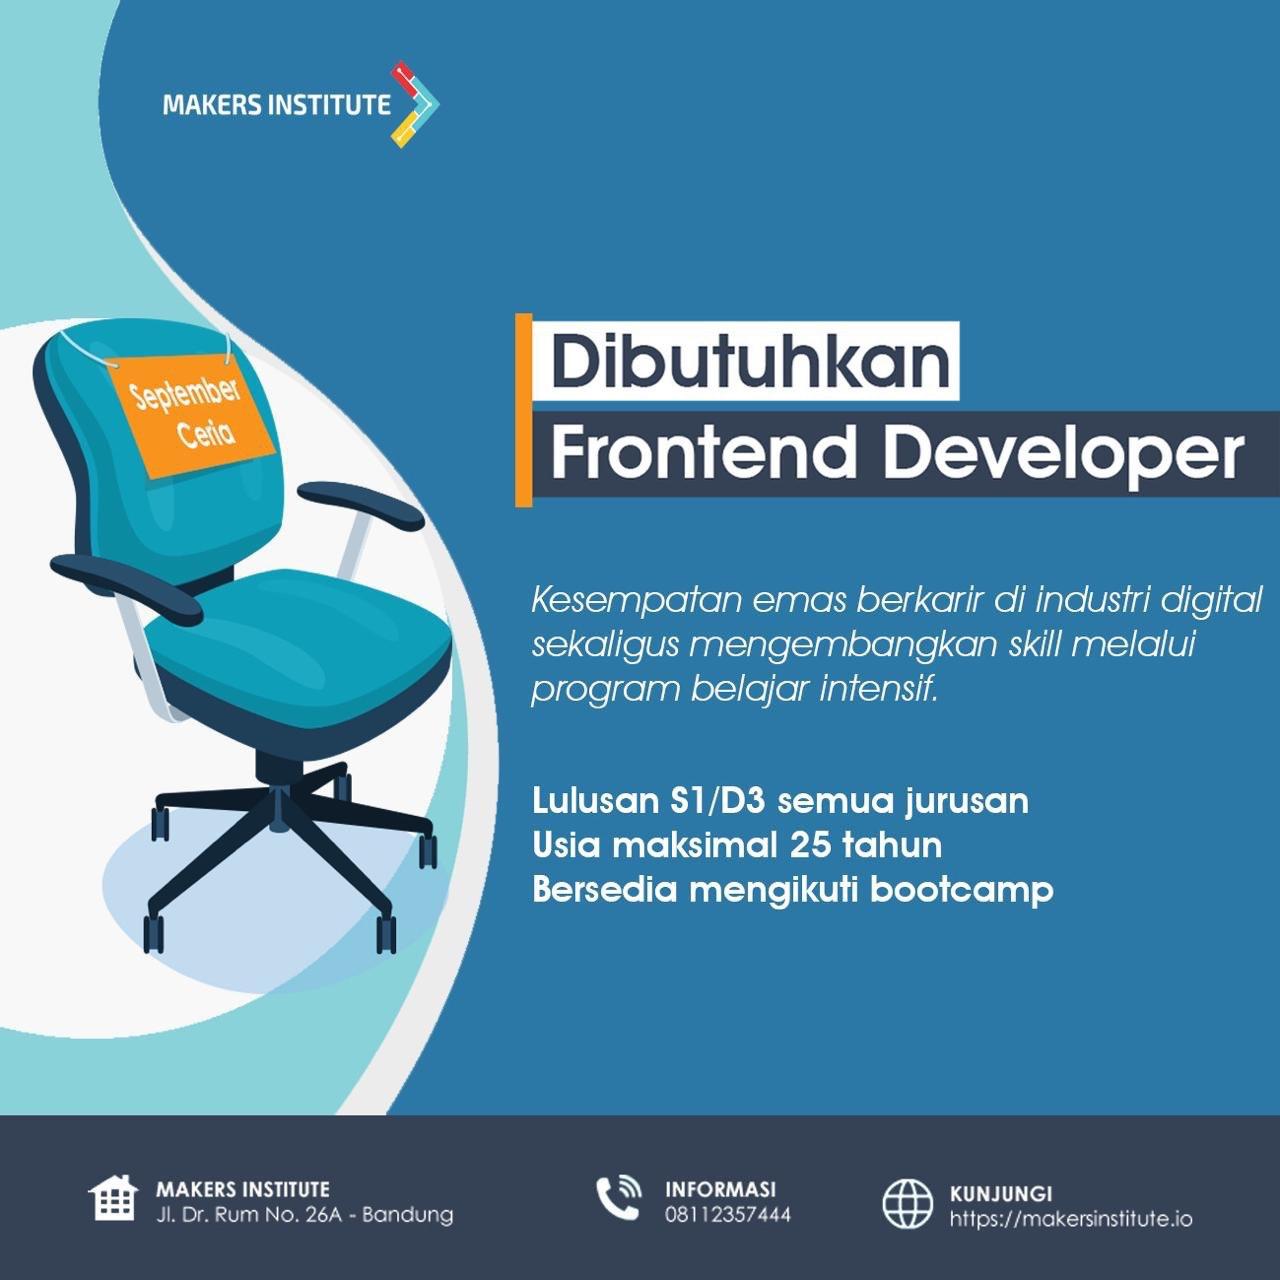 MAKERS INSTITUTE
September
Ceria
Dibutuhkan
Frontend Developer
Kesempatan emas berkarir di industri digital
sekaligus mengembangkan skill melalui
program belajar intensif.
Lulusan S1/D3 semua jurusan
Usia maksimal 25 tahun
Bersedia mengikuti bootcamp
MAKERS INSTITUTE
Jl. Dr. Rum No. 26A - Bandung
INFORMASI
08112357444
KUNJUNGI
https://makersinstitute.io